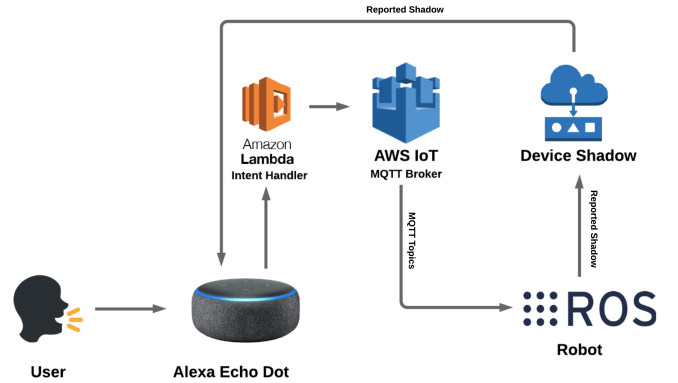 Reported Shadow
Amazon
Lambda
Intent Handler
AWS IoT
MQTT Broker
Device Shadow
MQTT Topics
Reported Shadow
ROS
Robot
User
Alexa Echo Dot